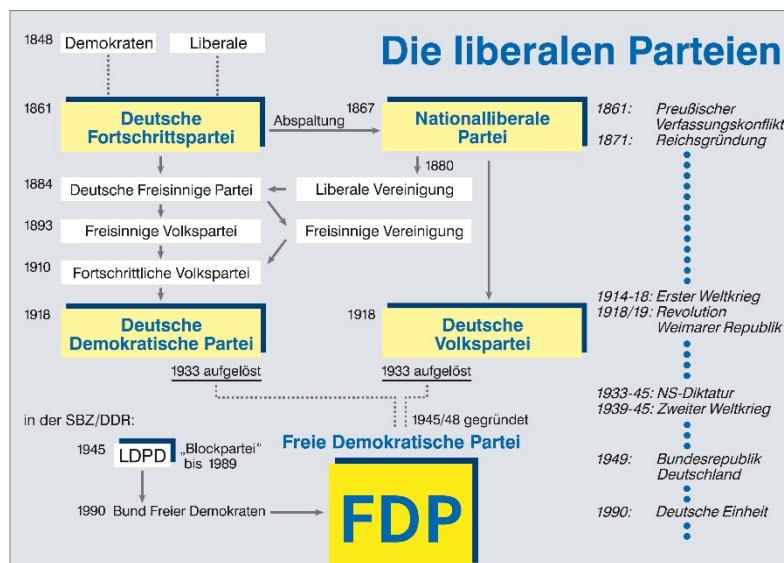 Die liberalen Parteien
1848
Demokraten
Liberale
1861
Deutsche
Fortschrittspartei
Abspaltung
1867
Nationalliberale
Partei
1880
1884
Deutsche Freisinnige Partei
Liberale Vereinigung
1893
Freisinnige Volkspartei
Freisinnige Vereinigung
1910
Fortschrittliche Volkspartei
1918
Deutsche
Demokratische Partei
1918
Deutsche
Volkspartei
1933 aufgelöst
1933 aufgelöst
1945/48 gegründet
in der SBZ/DDR:
Freie Demokratische Partei
1945
LDPD
„Blockpartei“
bis 1989
1990 Bund Freier Demokraten
FDP
1861: Preußischer
Verfassungskonflikt
1871: Reichsgründung
1914-18: Erster Weltkrieg
1918/19: Revolution
Weimarer Republik
1933-45: NS-Diktatur
1939-45: Zweiter Weltkrieg
1949: Bundesrepublik
Deutschland
1990: Deutsche Einheit